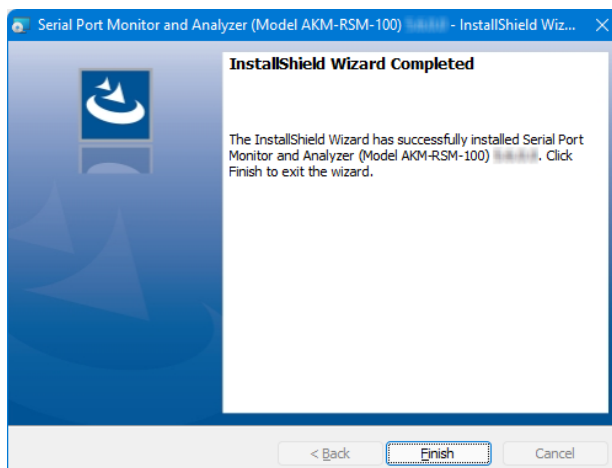 Serial Port Monitor and Analyzer (Model AKM-RSM-100) - InstallShield Wiz...
InstallShield Wizard Completed
The InstallShield Wizard has successfully installed Serial Port
Monitor and Analyzer (Model AKM-RSM-100) . Click
Finish to exit the wizard.
< Back Finish Cancel